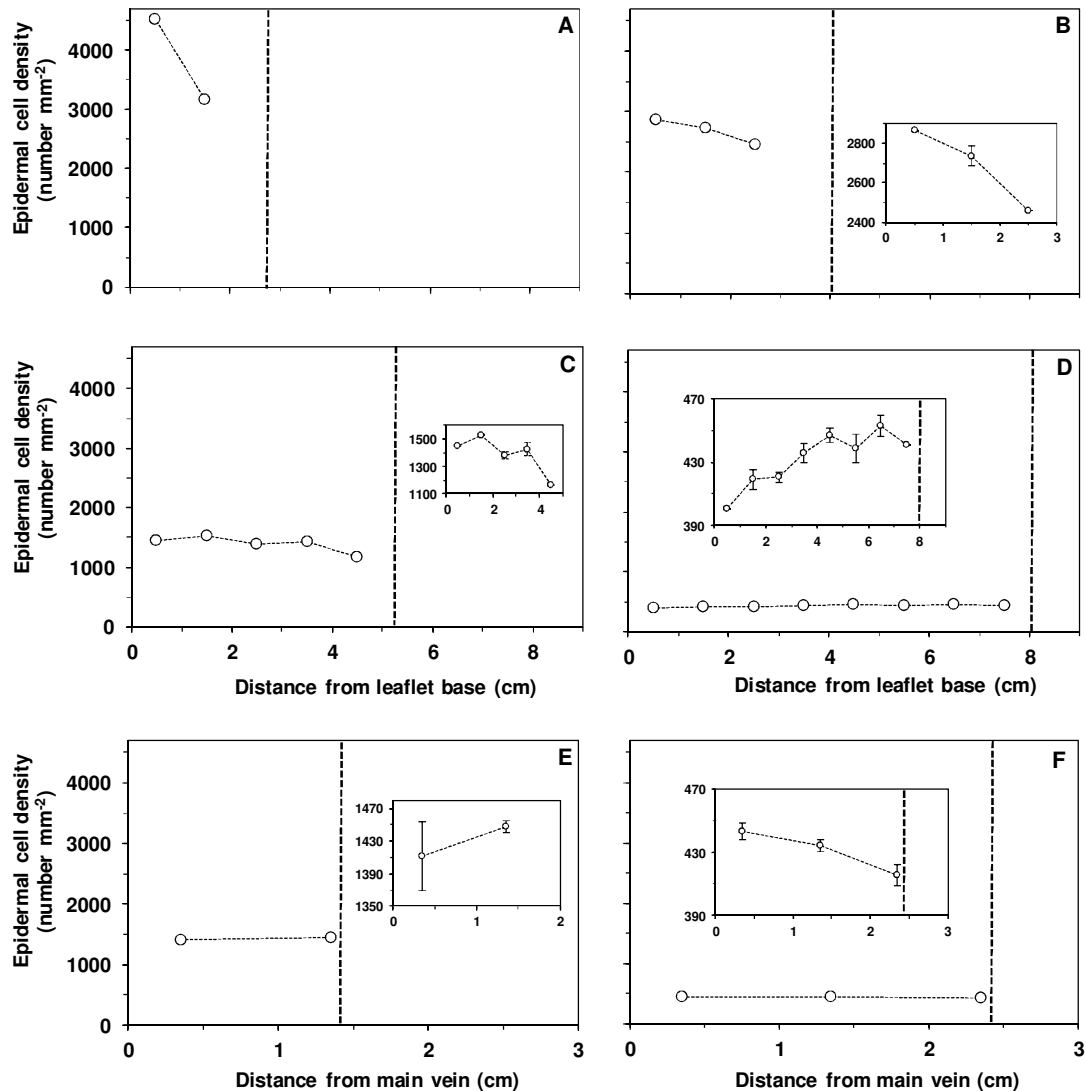 A
B
Epidermal cell density
(number mm-2)
4000
3000
2000
1000
0
2800
2600
2400
0 1 2 3
C
D
Epidermal cell density
(number mm-2)
4000
3000
2000
1000
0
1500
1300
1100
0 2 4
470
430
390
0 2 4 6 8
0 2 4 6 8
0 2 4 6 8
Distance from leaflet base (cm)
Distance from leaflet base (cm)
E
F
Epidermal cell density
(number mm-2)
4000
3000
2000
1000
0
1470
1430
1390
1350
0 1 2
470
430
390
0 1 2 3
0 1 2 3
0 1 2 3
Distance from main vein (cm)
Distance from main vein (cm)